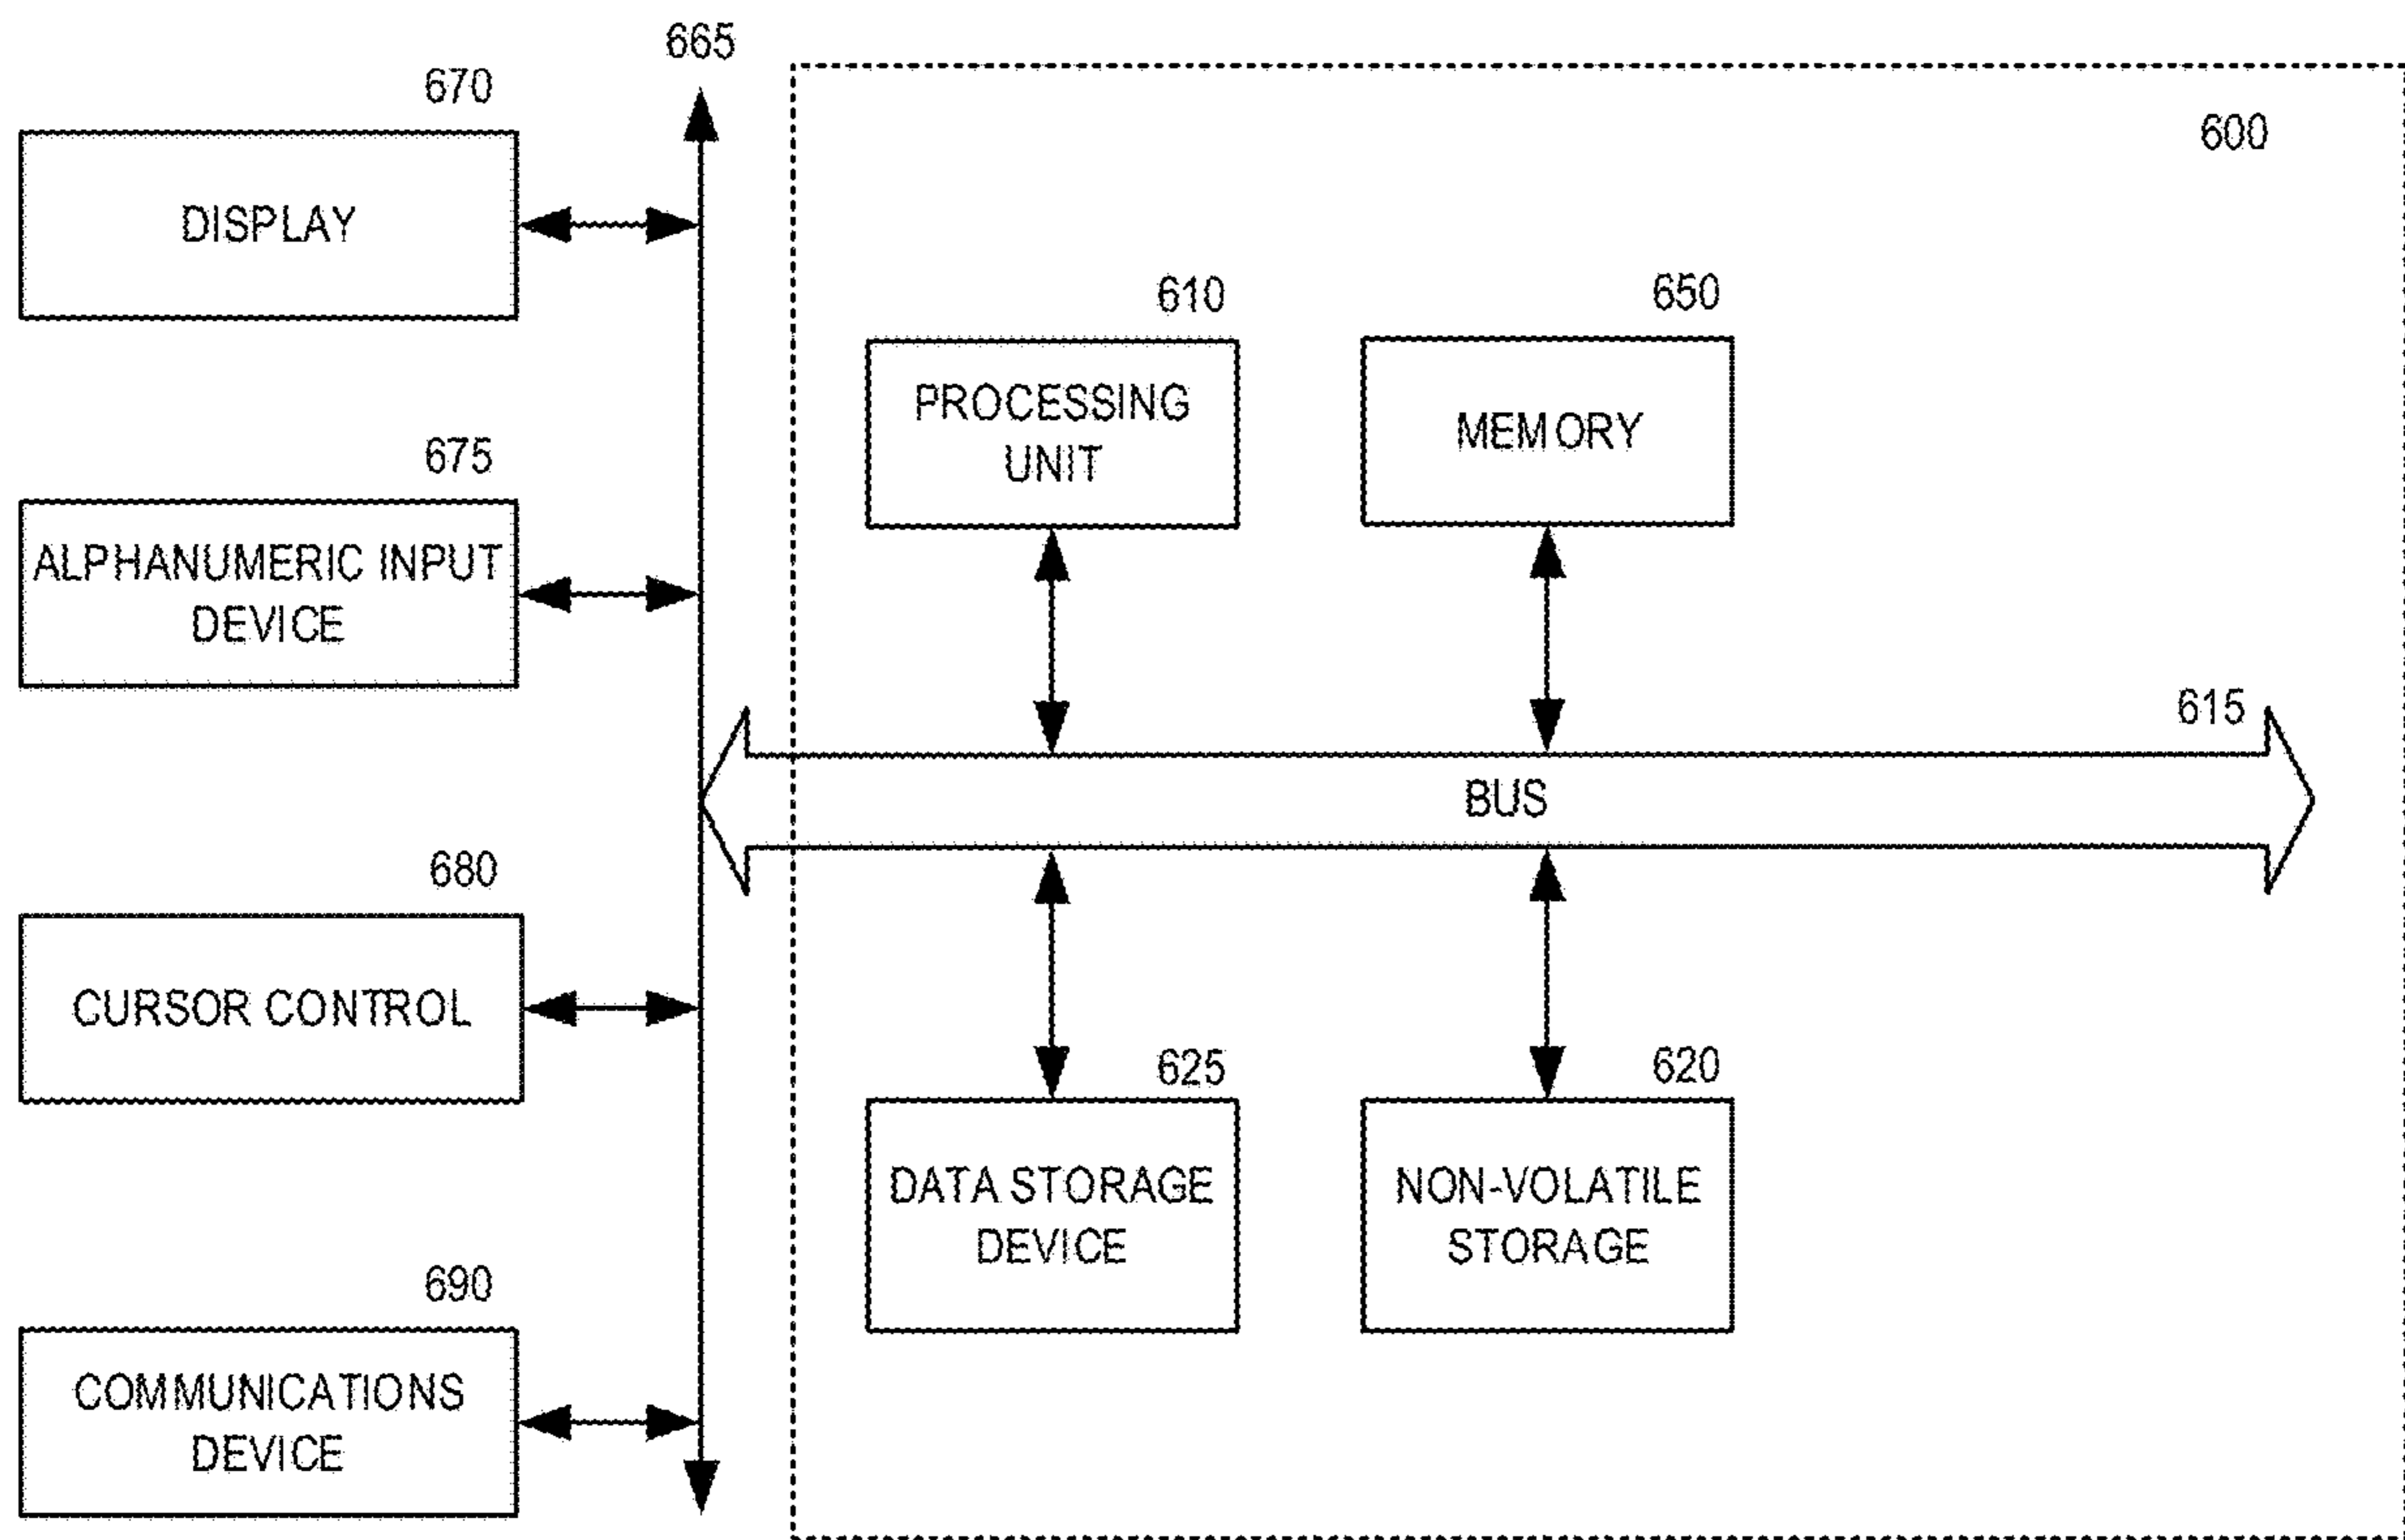 665
670
600
DISPLAY
610
650
PROCESSING
UNIT
MEMORY
675
ALPHANUMERIC INPUT
DEVICE
615
BUS
680
CURSOR CONTROL
625
620
DATA STORAGE
DEVICE
NON-VOLATILE
STORAGE
690
COMMUNICATIONS
DEVICE